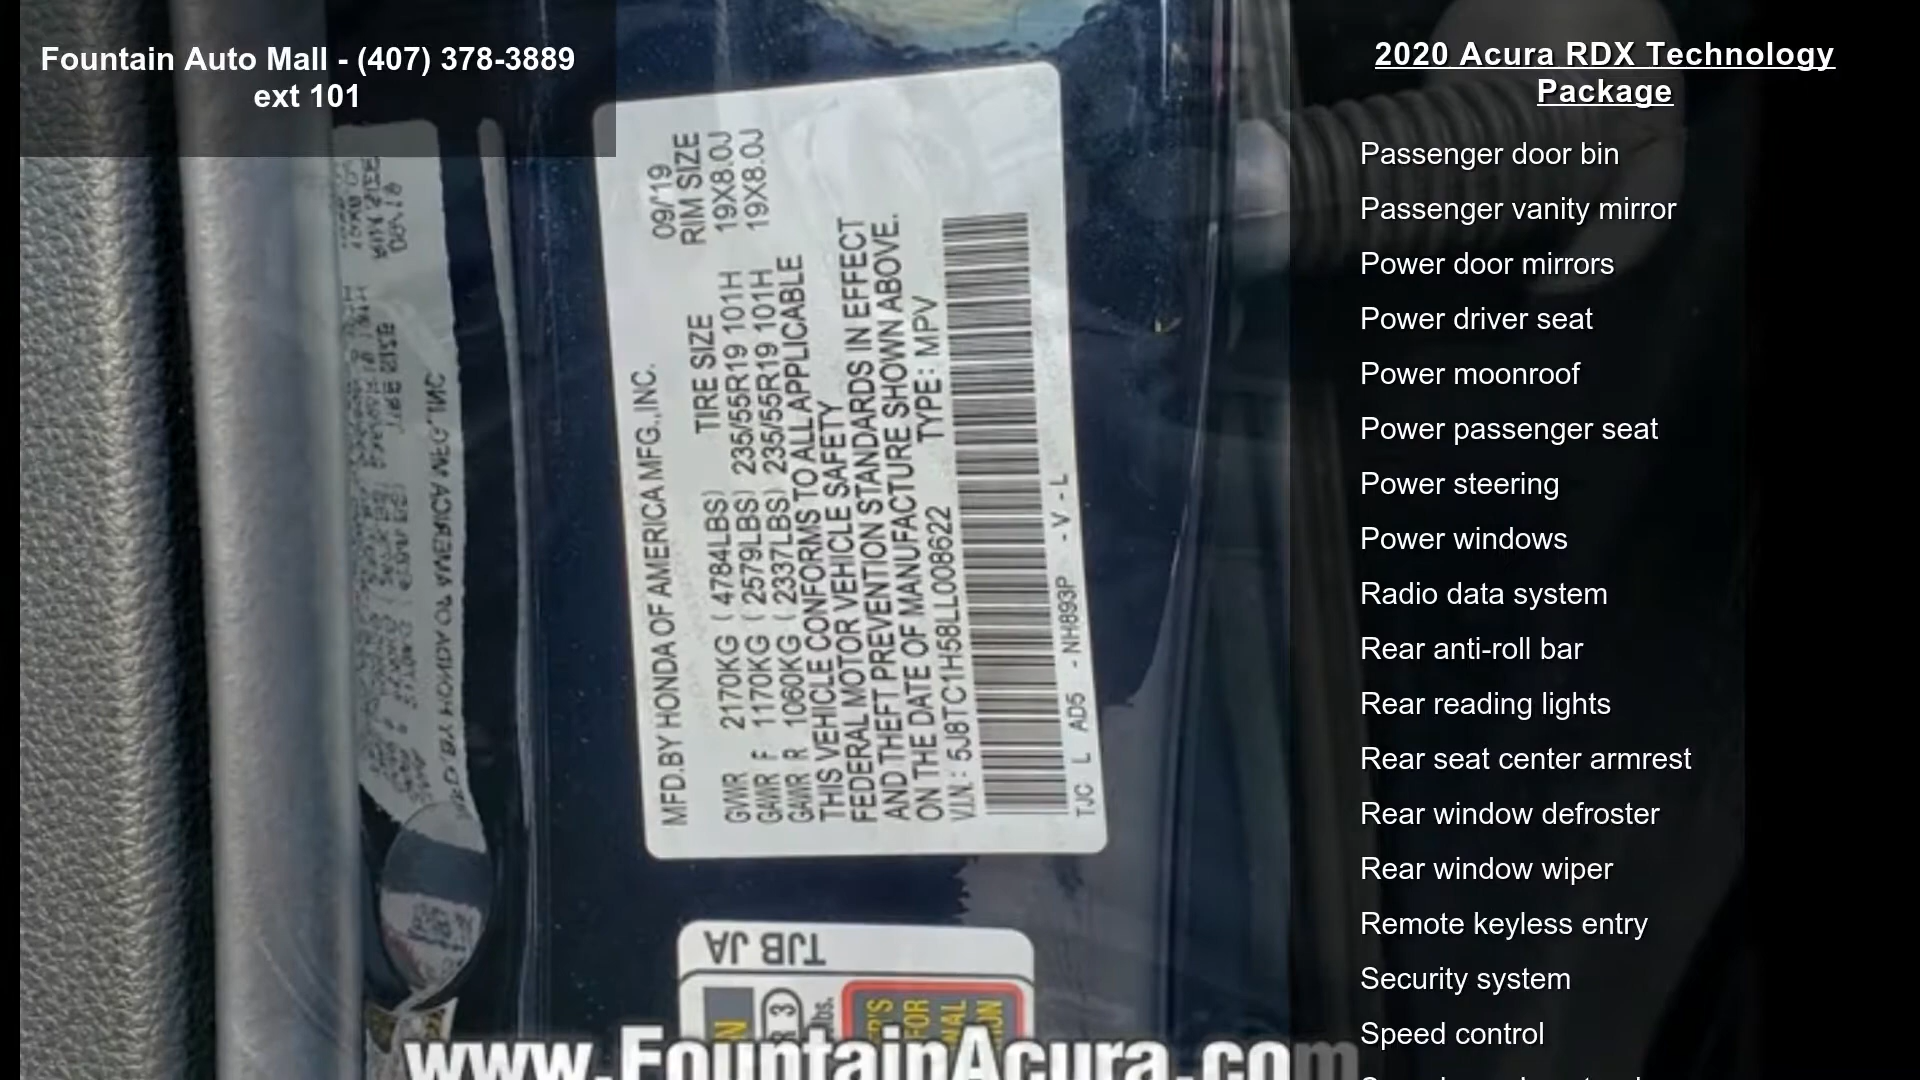 Fountain Auto Mall - (407) 378-3889
ext 101
2020 Acura RDX Technology
Package
Passenger door bin
Passenger vanity mirror
Power door mirrors
Power driver seat
Power moonroof
Power passenger seat
Power steering
Power windows
Radio data system
Rear anti-roll bar
Rear reading lights
Rear seat center armrest
Rear window defroster
Rear window wiper
Remote keyless entry
Security system
Speed control
MFD.BY HONDA OF AMERICA MFG.,INC. 09/19
TIRE SIZE RIM SIZE
GVWR 2170KG ( 4784LBS) 235/55R19 101H 19X8.0J
GAWR F 1170KG ( 2579LBS) 235/55R19 101H 19X8.0J
GAWR R 1060KG ( 2337LBS)
THIS VEHICLE CONFORMS TO ALL APPLICABLE
FEDERAL MOTOR VEHICLE SAFETY
AND THEFT PREVENTION STANDARDS IN EFFECT
ON THE DATE OF MANUFACTURE SHOWN ABOVE.
V.I.N.: 5J8TC1H58LL008622 TYPE: MPV
TJC L AD5 - NH893P - V - L
TJB JA
www.FountainAcura.com